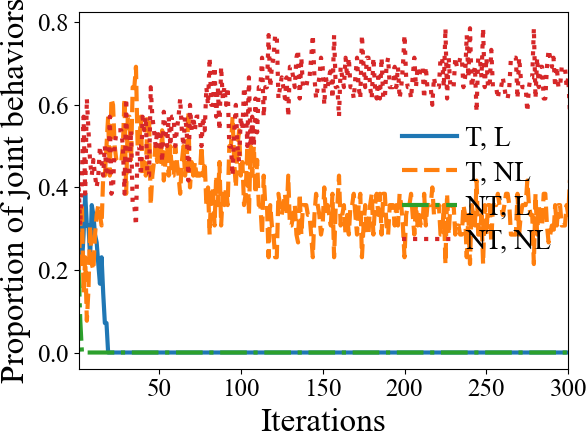 Proportion of joint behaviors
0.8
0.6
0.4
0.2
0.0
T, L
T, NL
NT, L
NT, NL
50 100 150 200 250 300
Iterations